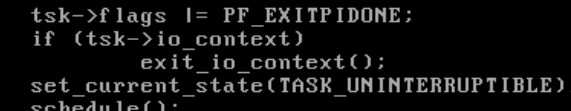 tsk->flags |= PF_EXITPIDONE;
if (tsk->io_context)
exit_io_context();
set_current_state(TASK_UNINTERRUPTIBLE)
schedule();